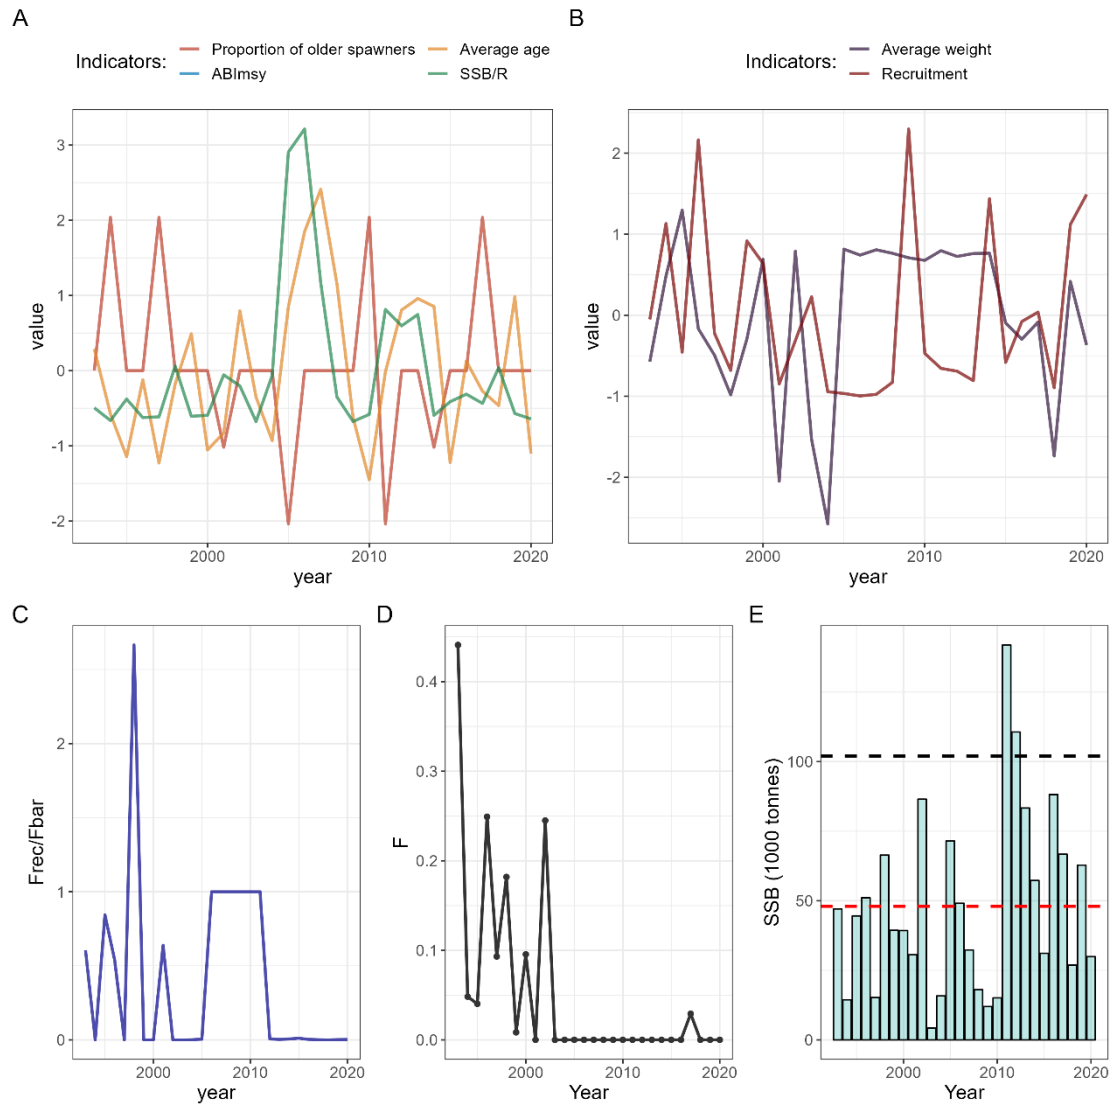 A
Indicators:
Proportion of older spawners
Average age
ABImsy
SSB/R
3
2
1
0
-1
-2
value
2000
2010
2020
year
B
Indicators:
Average weight
Recruitment
2
1
0
-1
-2
value
2000
2010
2020
year
C
2
1
0
Frec/Fbar
2000
2010
2020
year
D
0.4
0.3
0.2
0.1
0.0
F
2000
2010
2020
Year
E
100
50
0
SSB (1000 tonnes)
2000
2010
2020
Year